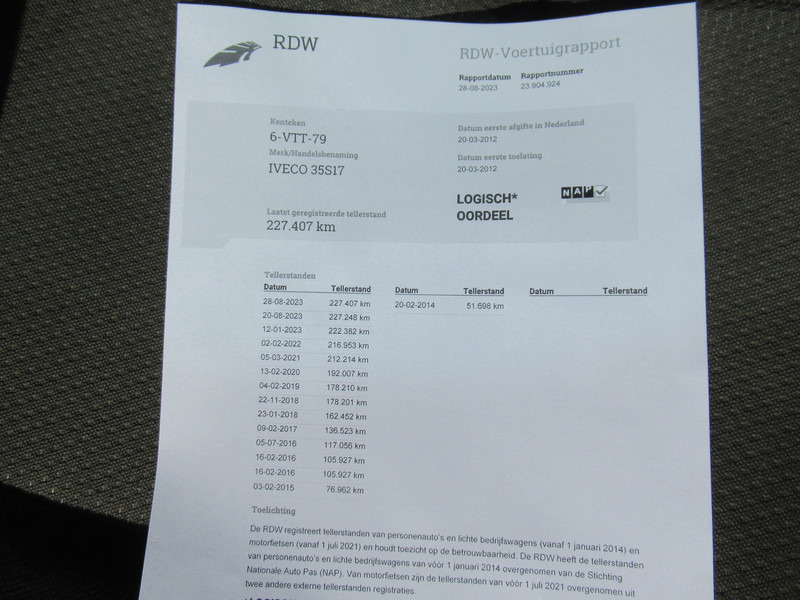 RDW
RDW-Voertuigrapport
Rapportdatum Rapportnummer
28-08-2023 23.904.924
Kenteken
6-VTT-79
Merk/Handelsbenaming
IVECO 35S17
Datum eerste afgifte in Nederland
20-03-2012
Datum eerste toelating
20-03-2012
Laatst geregistreerde tellerstand
227.407 km
LOGISCH*
OORDEEL
NAP
Tellerstanden
Datum Tellerstand Datum Tellerstand Datum Tellerstand
28-08-2023 227.407 km 20-02-2014 51.698 km
20-08-2023 227.248 km
12-01-2023 222.382 km
02-02-2022 216.953 km
05-03-2021 212.214 km
13-02-2020 192.007 km
04-02-2019 178.210 km
22-11-2018 178.201 km
23-01-2018 162.452 km
09-02-2017 136.523 km
05-07-2016 117.056 km
16-02-2016 105.927 km
16-02-2016 105.927 km
03-02-2015 76.962 km
Toelichting
De RDW registreert tellerstanden van personenauto's en lichte bedrijfswagens (vanaf 1 januari 2014) en
motorfietsen (vanaf 1 juli 2021) en houdt toezicht op de betrouwbaarheid. De RDW heeft de tellerstanden
van personenauto's en lichte bedrijfswagens van vóór 1 januari 2014 overgenomen van de Stichting
Nationale Auto Pas (NAP). Van motorfietsen zijn de tellerstanden van vóór 1 juli 2021 overgenomen uit
twee andere externe tellerstanden registraties.